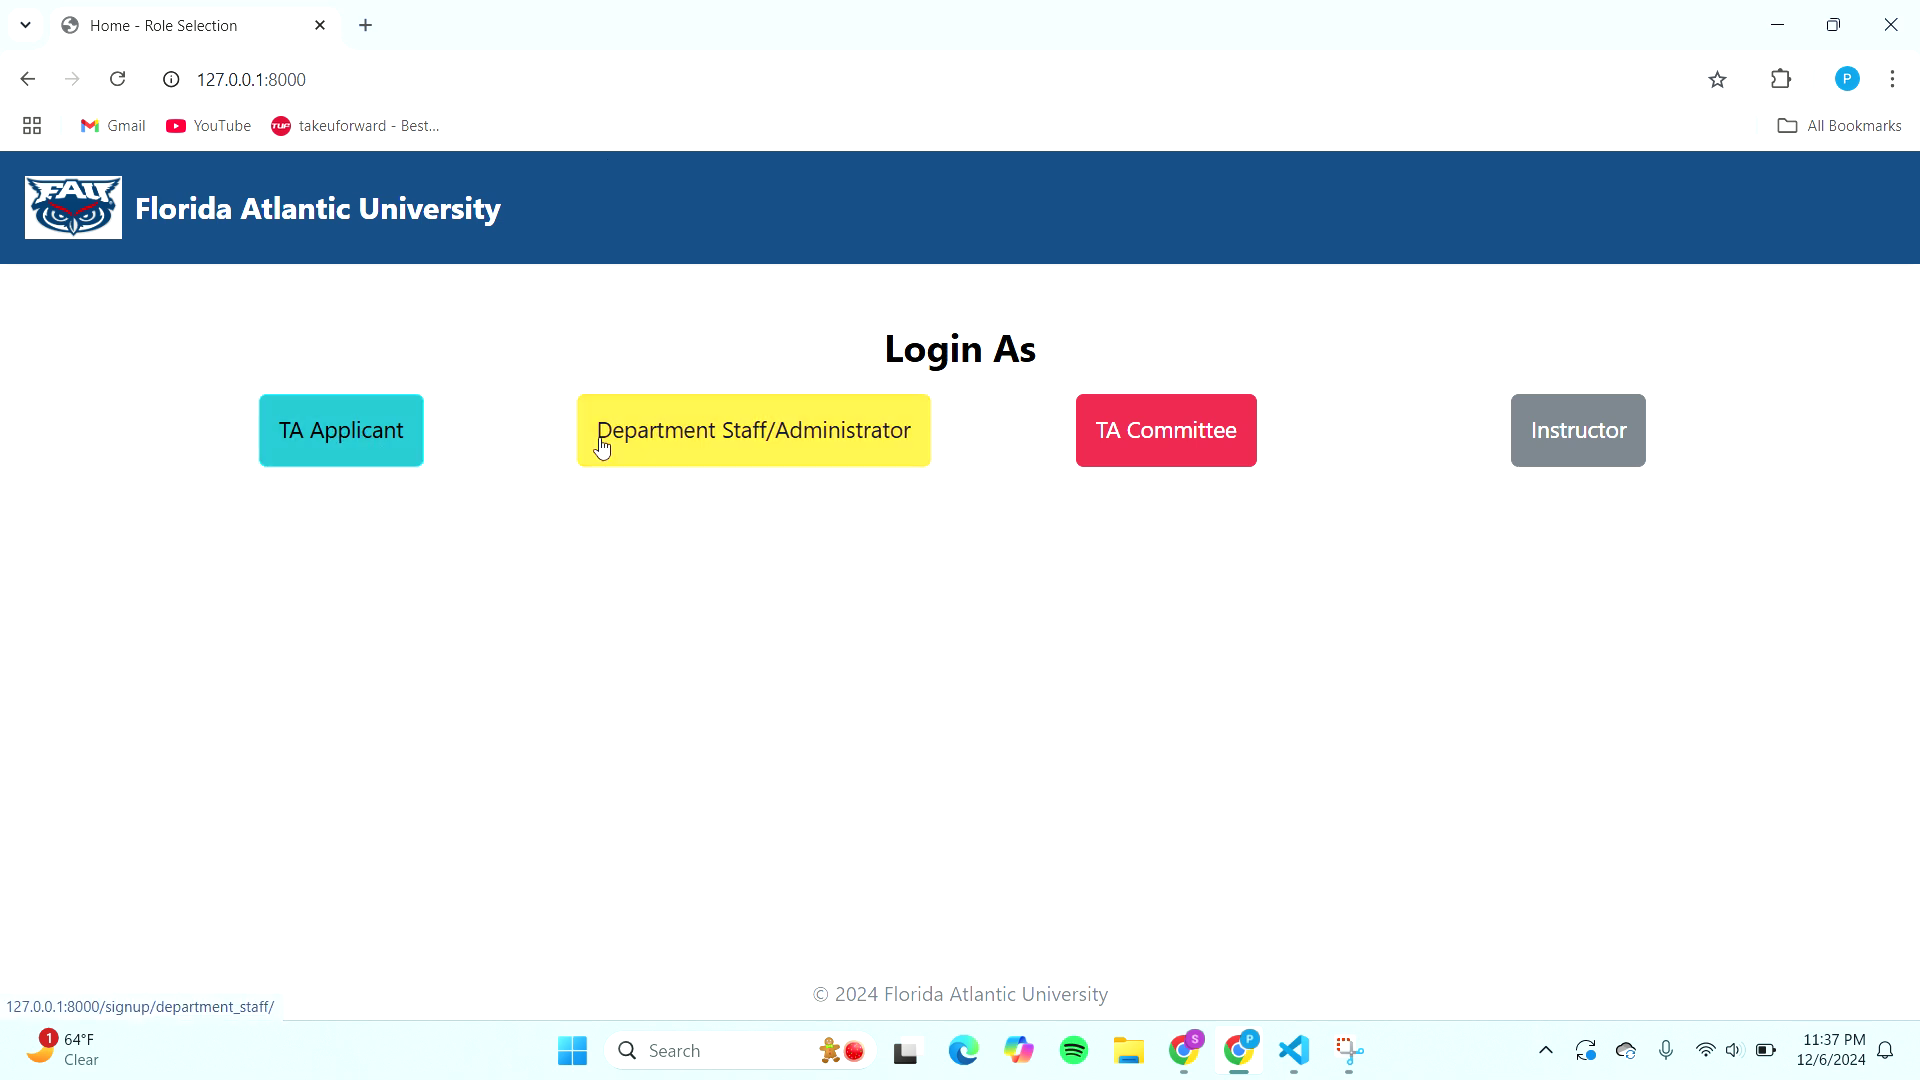 Home - Role Selection
127.0.0.1:8000
P
Gmail
YouTube
TUF
takeuforward - Best...
All Bookmarks
FAU
Florida Atlantic University
Login As
TA Applicant
Department Staff/Administrator
TA Committee
Instructor
© 2024 Florida Atlantic University
127.0.0.1:8000/signup/department_staff/
1
64°F
Clear
Search
S
P
11:37 PM
12/6/2024